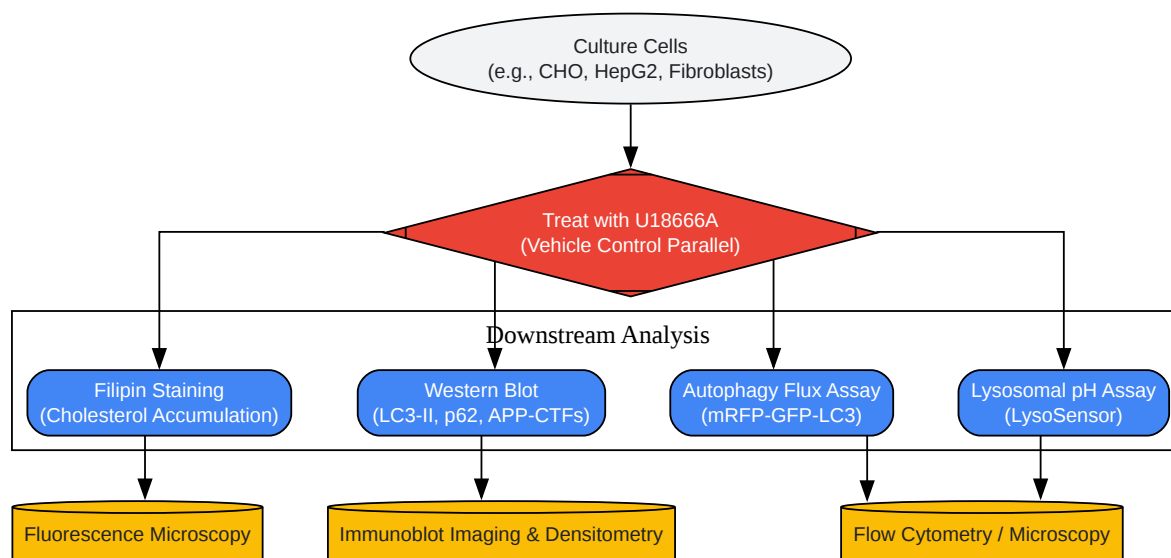 Culture Cells
(e.g., CHO, HepG2, Fibroblasts)
Treat with U18666A
(Vehicle Control Parallel)
Downstream Analysis
Filipin Staining
(Cholesterol Accumulation)
Western Blot
(LC3-II, p62, APP-CTFs)
Autophagy Flux Assay
(mRFP-GFP-LC3)
Lysosomal pH Assay
(LysoSensor)
Fluorescence Microscopy
Immunoblot Imaging & Densitometry
Flow Cytometry / Microscopy